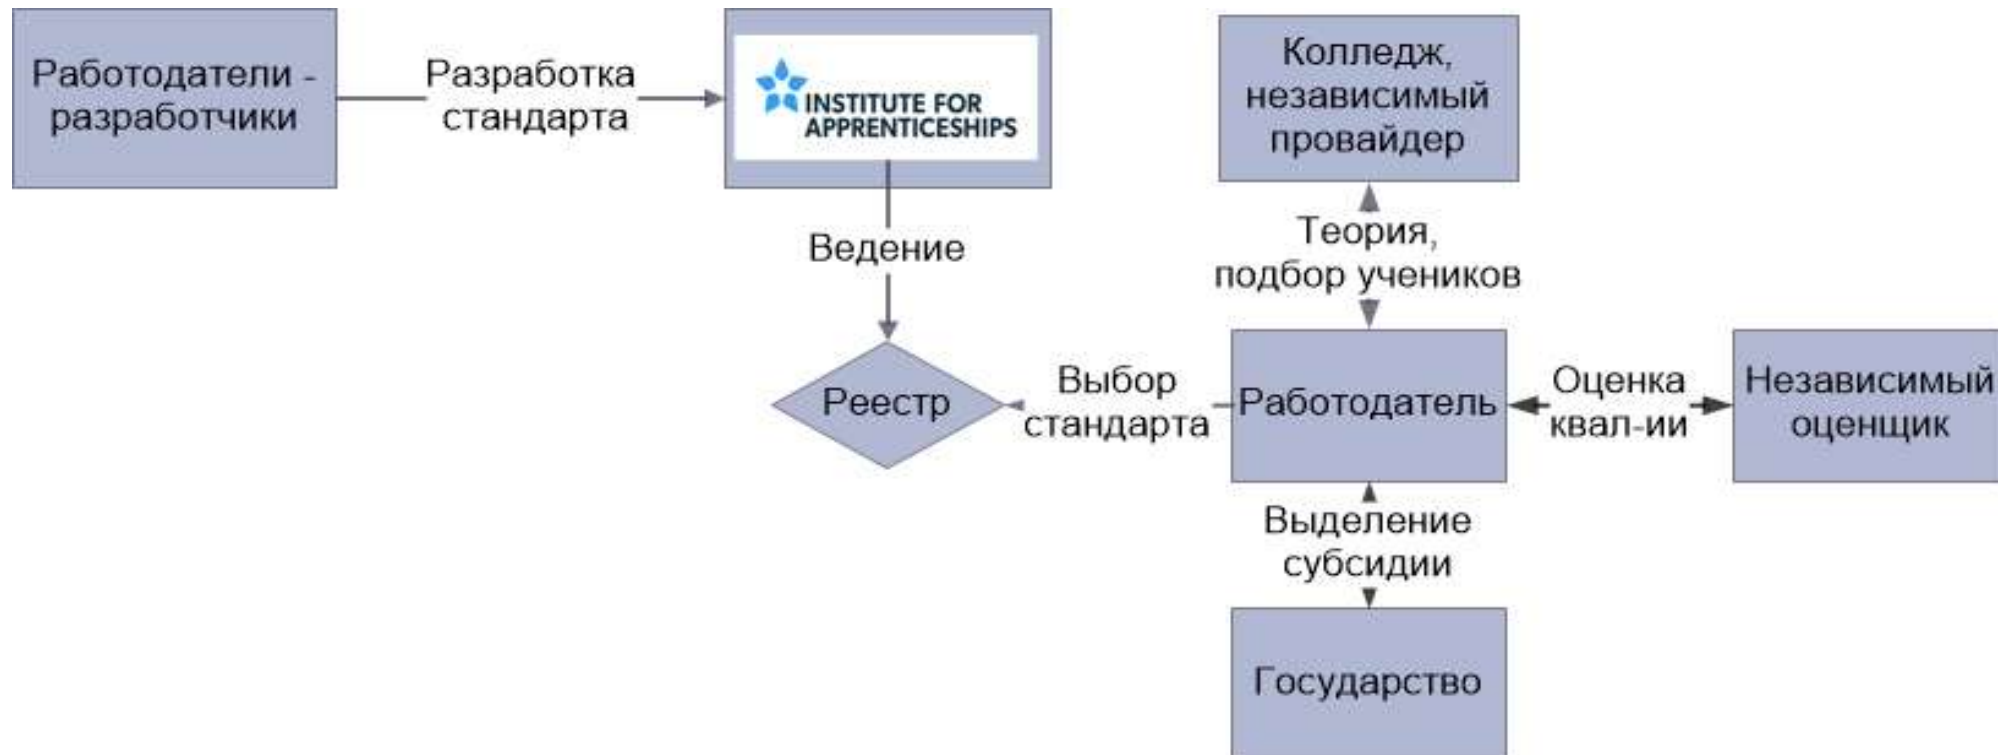 Работодатели -
разработчики
Разработка
стандарта
INSTITUTE FOR
APPRENTICESHIPS
Колледж,
независимый
провайдер
Ведение
Теория,
подбор учеников
Реестр
Выбор
стандарта
Работодатель
Оценка
квал-ии
Независимый
оценщик
Выделение
субсидии
Государство